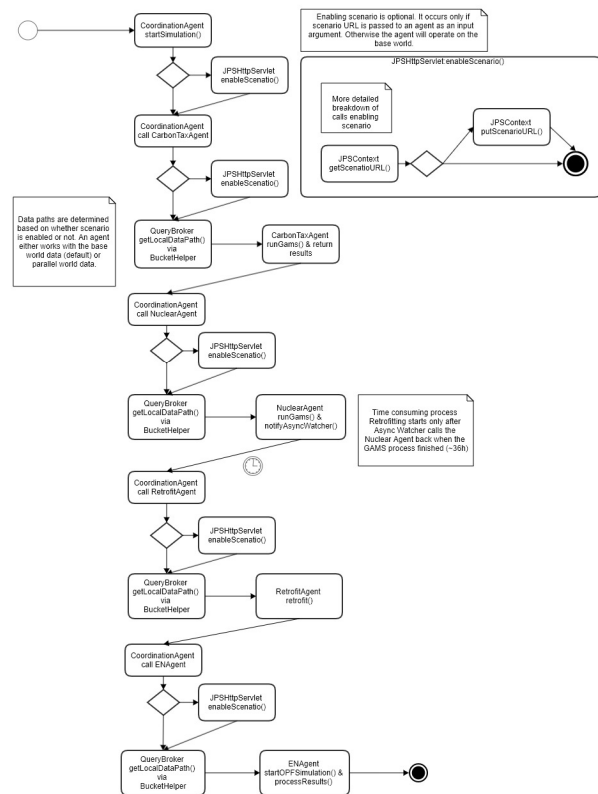 CoordinationAgent
startSimulation()
Enabling scenario is optional. It occurs only if
scenario URL is passed to an agent as an input
argument. Otherwise the agent will operate on the
base world.
JPSHttpServlet
enableScenatio()
JPSHttpServlet:enableScenario()
More detailed
breakdown of
calls enabling
scenario
JPSContext
putScenarioURL()
JPSContext
getScenatioURL()
CoordinationAgent
call CarbonTaxAgent
JPSHttpServlet
enableScenatio()
Data paths are determined
based on whether scenario
is enabled or not. An agent
either works with the base
world data (default) or
parallel world data.
QueryBroker
getLocalDataPath()
via
BucketHelper
CarbonTaxAgent
runGams() & return
results
CoordinationAgent
call NuclearAgent
JPSHttpServlet
enableScenatio()
QueryBroker
getLocalDataPath()
via
BucketHelper
NuclearAgent
runGams() &
notifyAsyncWatcher()
Time consuming process
Retrofitting starts only after
Async Watcher calls the
Nuclear Agent back when the
GAMS process finished (~36h)
CoordinationAgent
call RetrofitAgent
JPSHttpServlet
enableScenatio()
QueryBroker
getLocalDataPath()
via
BucketHelper
RetrofitAgent
retrofit()
CoordinationAgent
call ENAgent
JPSHttpServlet
enableScenatio()
QueryBroker
getLocalDataPath()
via
BucketHelper
ENAgent
startOPFSimulation() &
processResults()